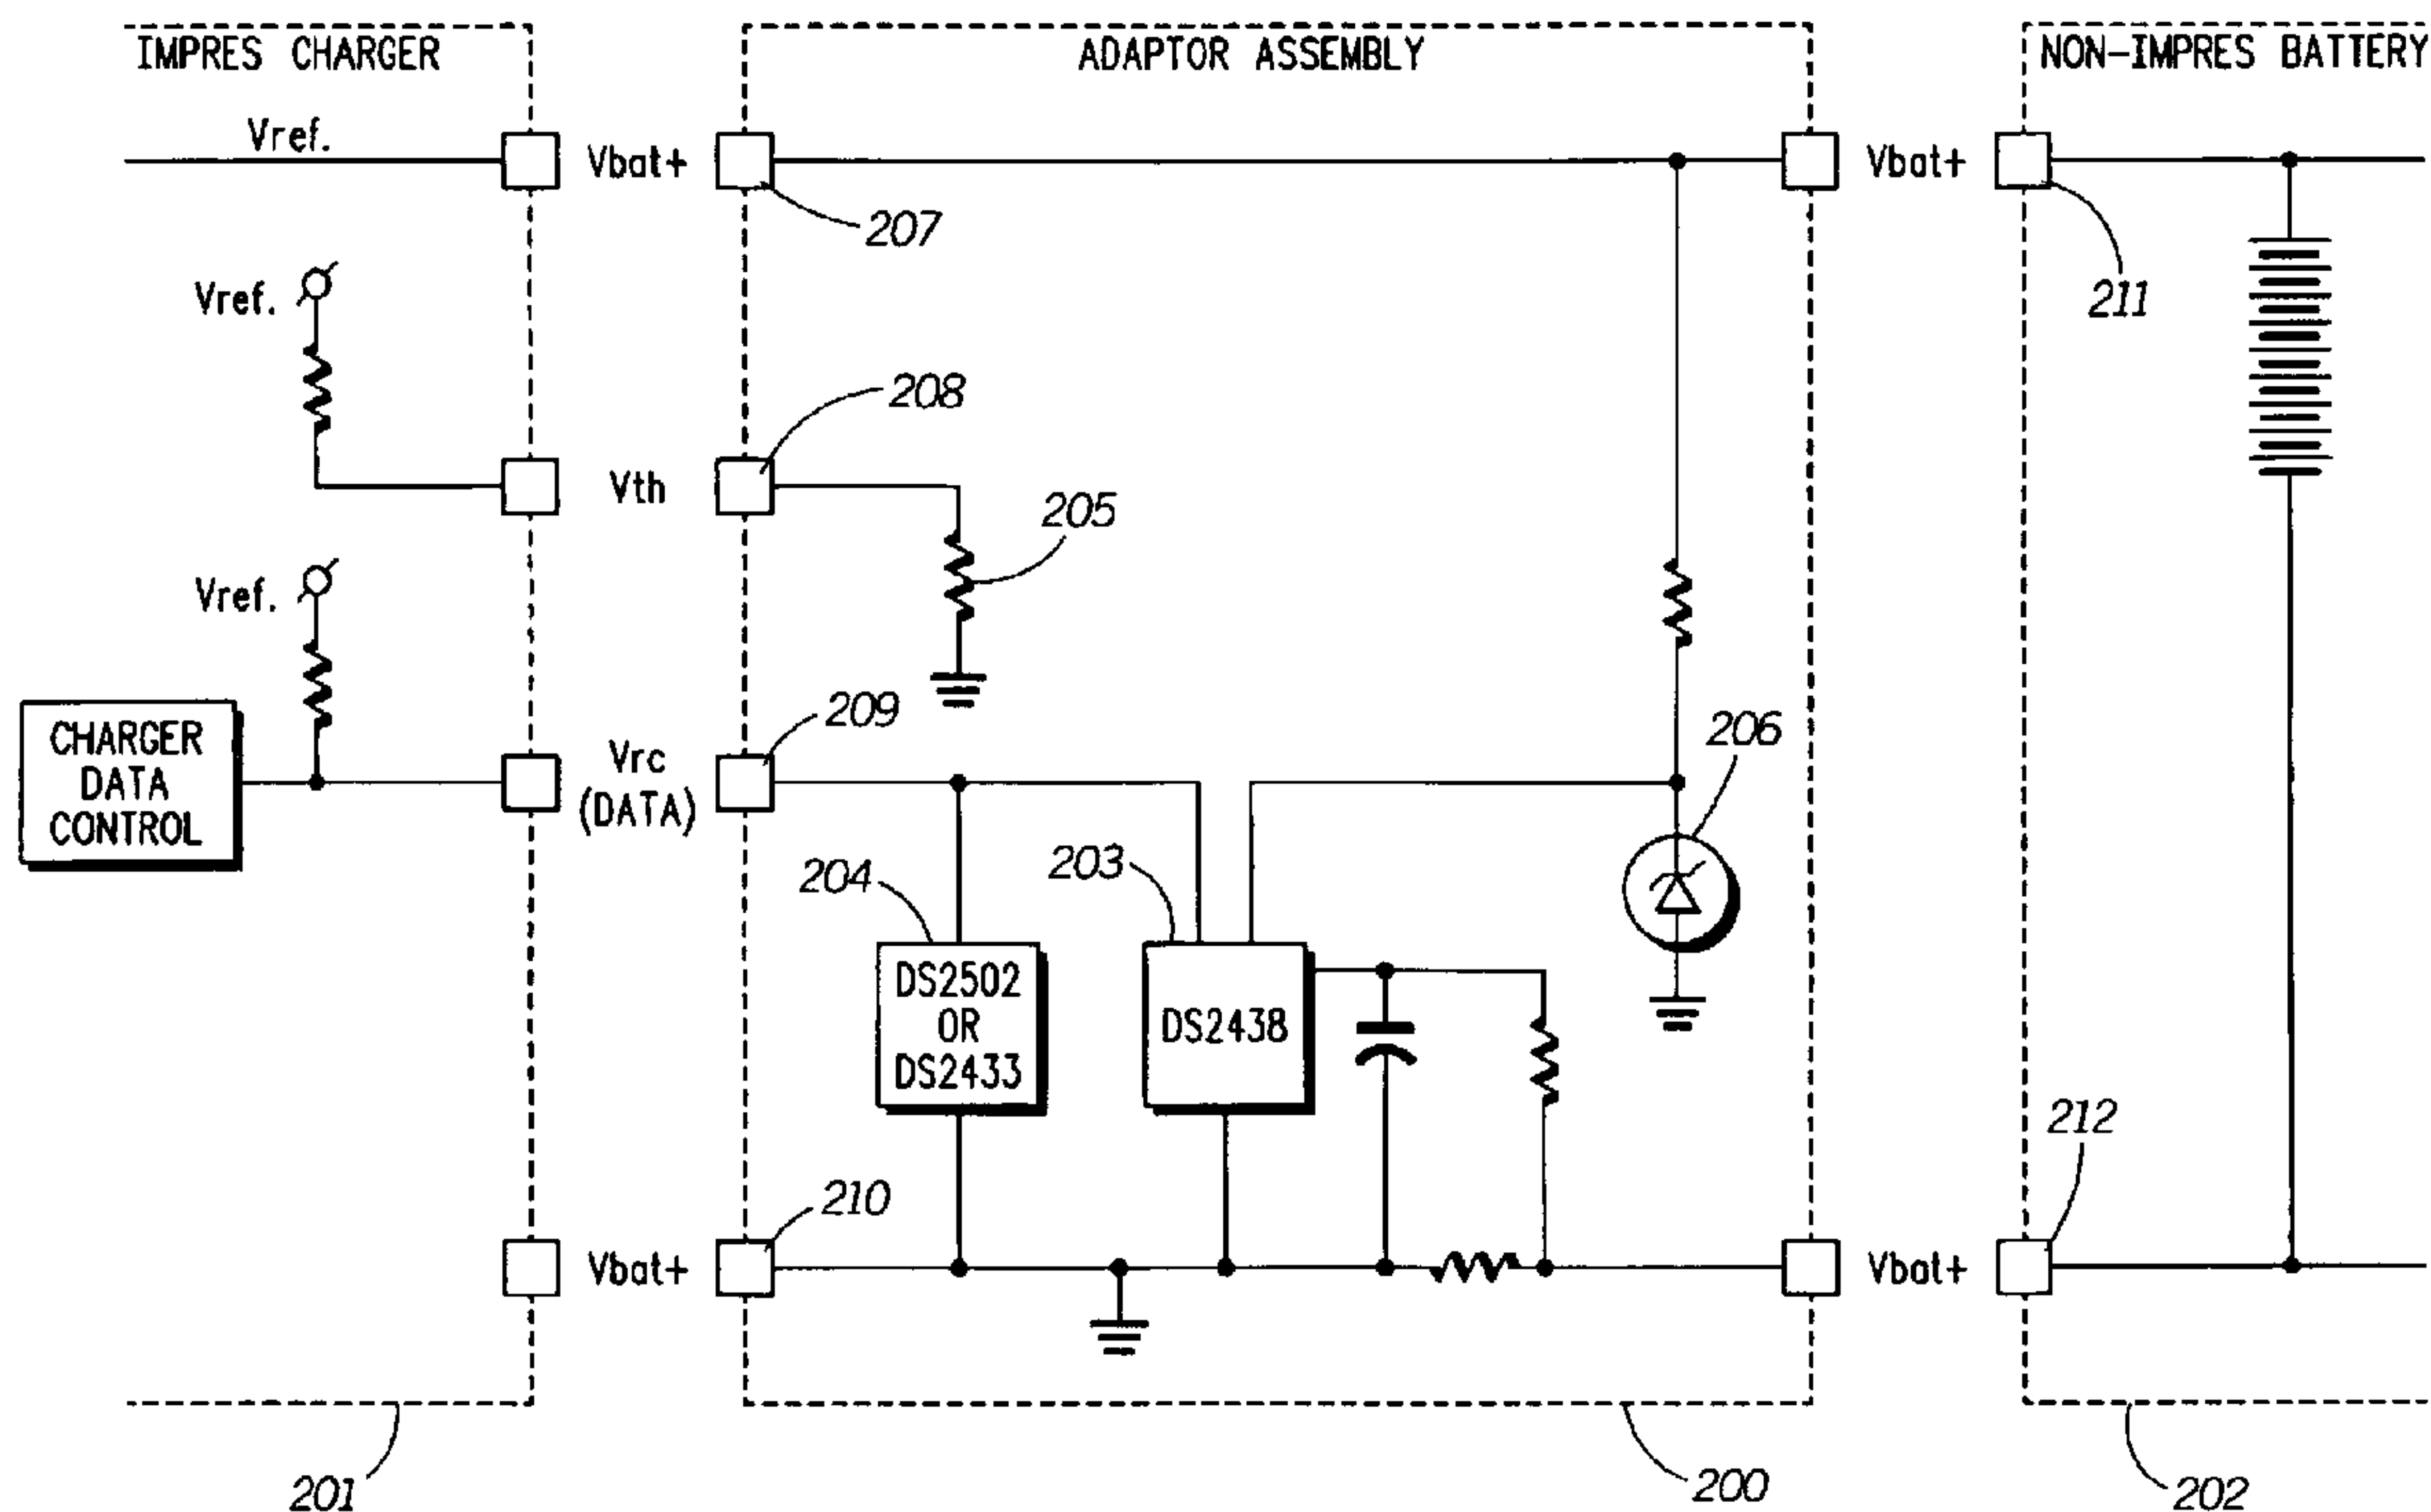 IMPRES CHARGER
ADAPTOR ASSEMBLY
NON-IMPRES BATTERY
Vref.
Vbat+
Vbat+
207
211
Vref.
208
Vth
205
Vref.
209
206
CHARGER
DATA
CONTROL
Vrc
(DATA)
204
203
DS2502
OR
DS2433
DS2438
210
212
Vbat+
Vbat+
201
200
202